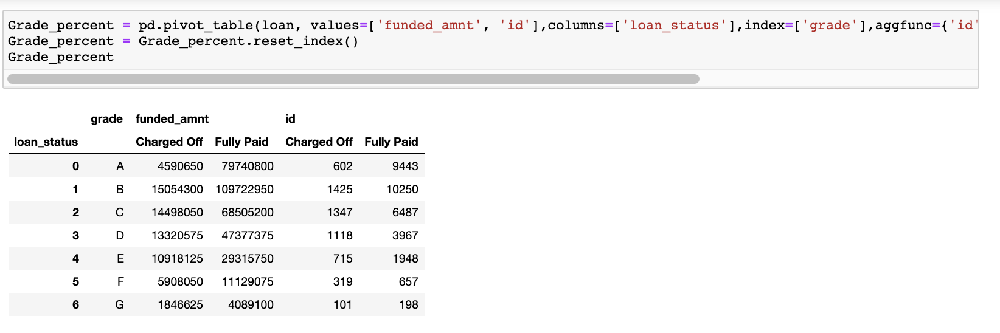 Grade_percent = pd.pivot_table(loan, values=['funded_amnt', 'id'],columns=['loan_status'],index=['grade'],aggfunc={'id'
Grade_percent = Grade_percent.reset_index()
Grade_percent
grade funded_amnt id
loan_status Charged Off Fully Paid Charged Off Fully Paid
0 A 4590650 79740800 602 9443
1 B 15054300 109722950 1425 10250
2 C 14498050 68505200 1347 6487
3 D 13320575 47377375 1118 3967
4 E 10918125 29315750 715 1948
5 F 5908050 11129075 319 657
6 G 1846625 4089100 101 198